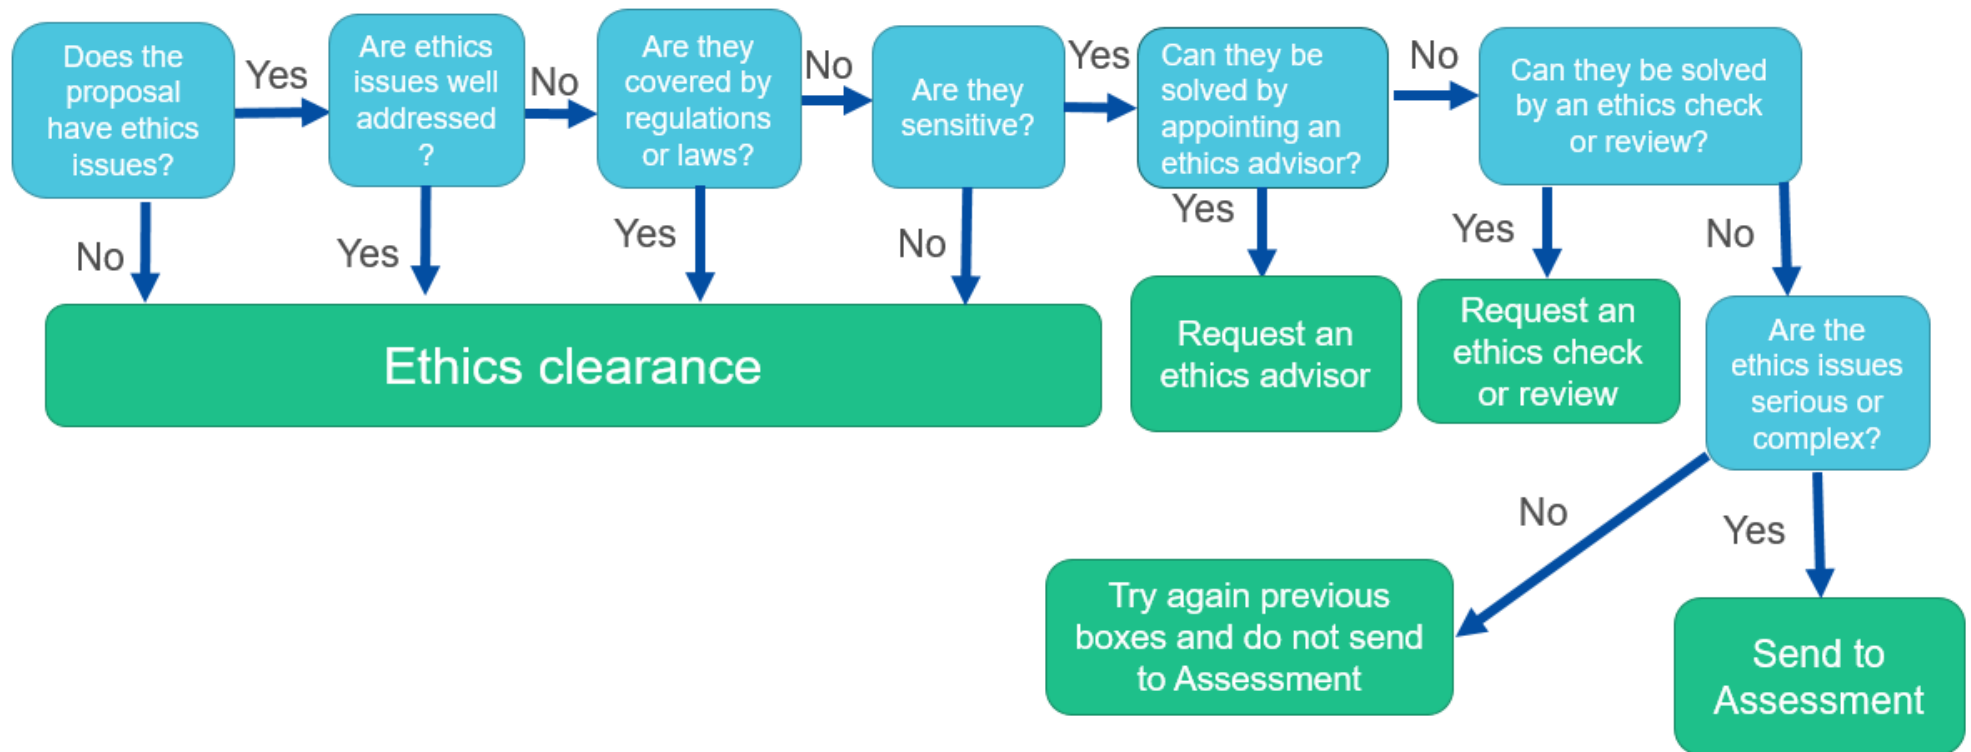 Does the
proposal
have ethics
issues?
Yes
Are ethics
issues well
addressed
?
No
Are they
covered by
regulations
or laws?
No
Are they
sensitive?
Yes
Can they be
solved by
appointing an
ethics advisor?
No
Can they be solved
by an ethics check
or review?
No
Yes
Yes
No
Yes
Yes
No
Ethics clearance
Request an
ethics advisor
Request an
ethics check
or review
Are the
ethics issues
serious or
complex?
No
Yes
Try again previous
boxes and do not send
to Assessment
Send to
Assessment